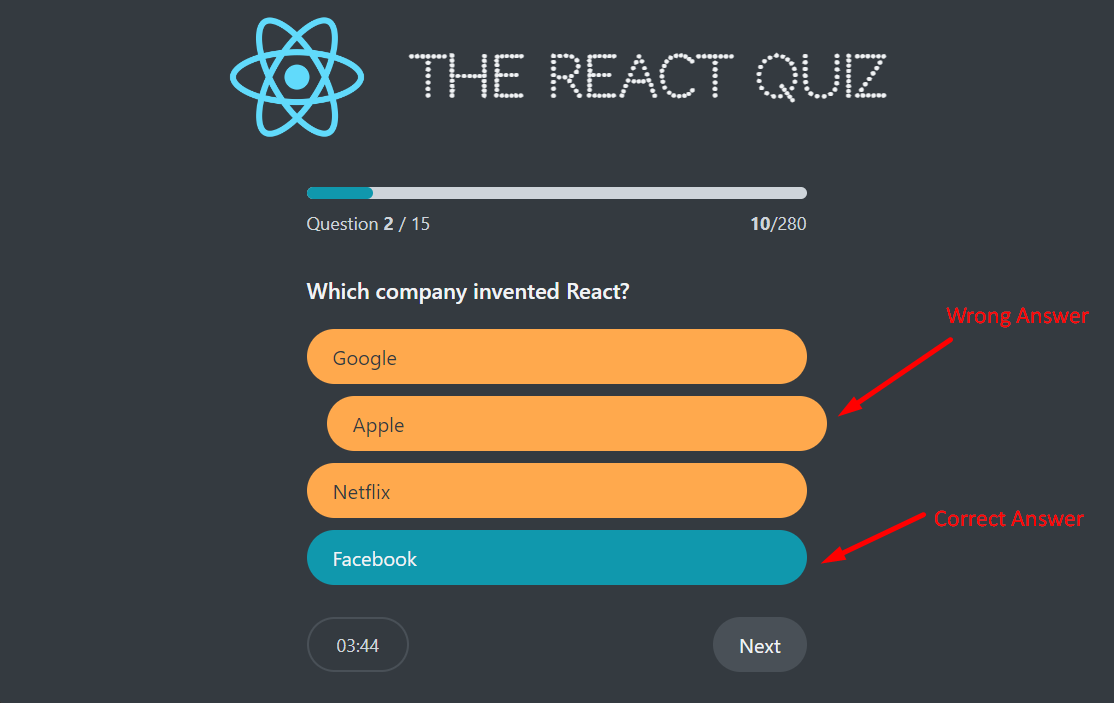 THE REACT QUIZ
Question 2 / 15
10/280
Which company invented React?
Wrong Answer
Google
Apple
Netflix
Correct Answer
Facebook
03:44
Next